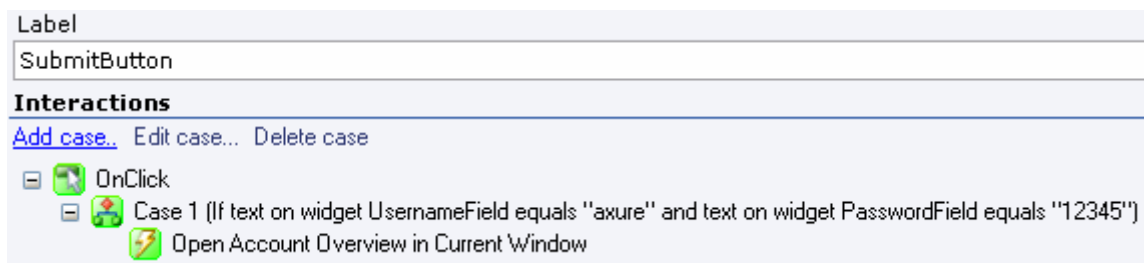 Label
SubmitButton
Interactions
Add case.. Edit case... Delete case
OnClick
Case 1 (If text on widget UsernameField equals "axure" and text on widget PasswordField equals "12345")
Open Account Overview in Current Window